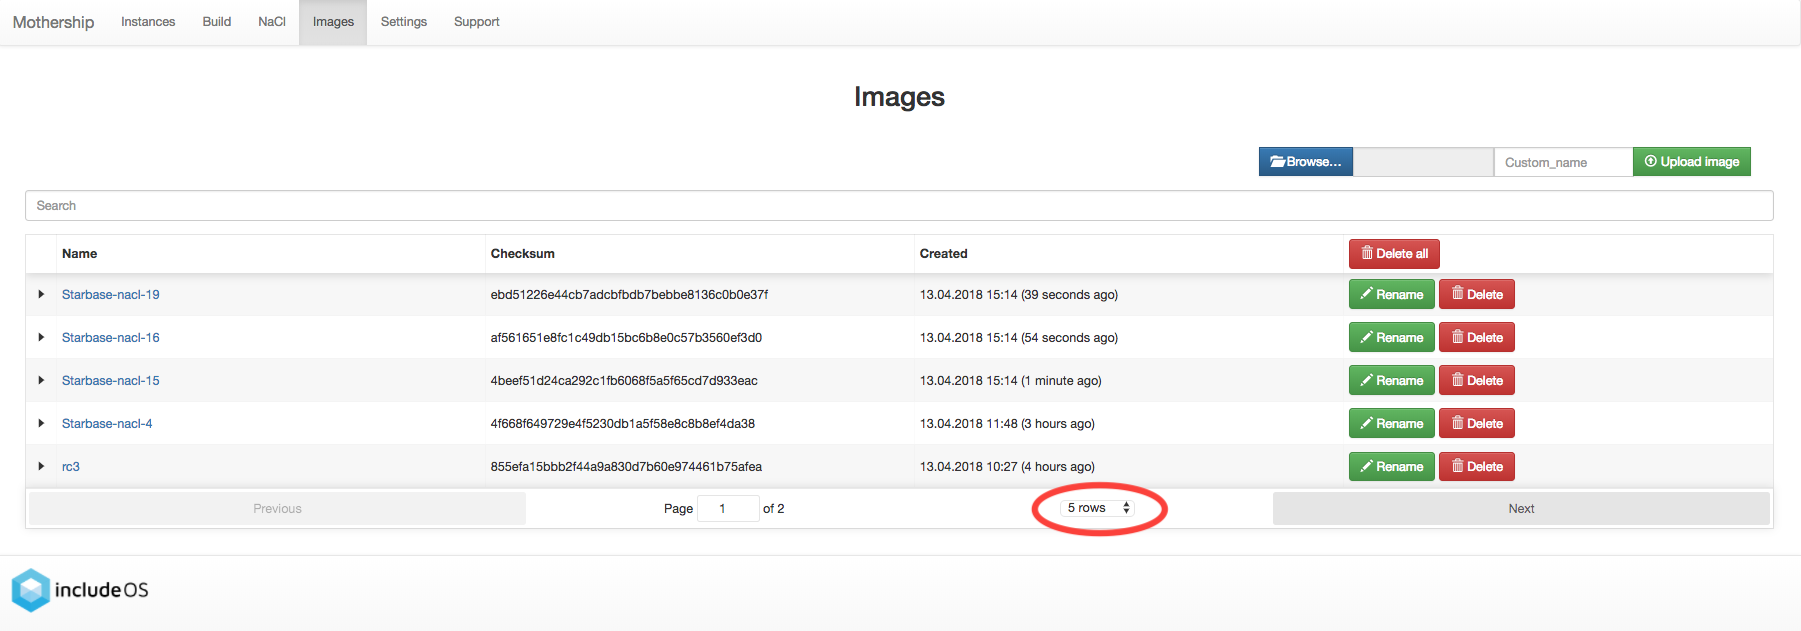 Mothership Instances Build NaCl Images Settings Support
Images
Browse... Custom_name Upload image
Search
Name Checksum Created Delete all
Starbase-nacl-19 ebd51226e44cb7adcbfbdb7bebbe8136c0b0e37f 13.04.2018 15:14 (39 seconds ago) Rename Delete
Starbase-nacl-16 af561651e8fc1c49db15bc6b8e0c57b3560ef3d0 13.04.2018 15:14 (54 seconds ago) Rename Delete
Starbase-nacl-15 4beef51d24ca292c1fb6068f5a5f65cd7d933eac 13.04.2018 15:14 (1 minute ago) Rename Delete
Starbase-nacl-4 4f668f649729e4f5230db1a5f58e8c8b8ef4da38 13.04.2018 11:48 (3 hours ago) Rename Delete
rc3 855efa15bbb2f44a9a830d7b60e974461b75afea 13.04.2018 10:27 (4 hours ago) Rename Delete
Previous Page 1 of 2 5 rows Next
includeOS